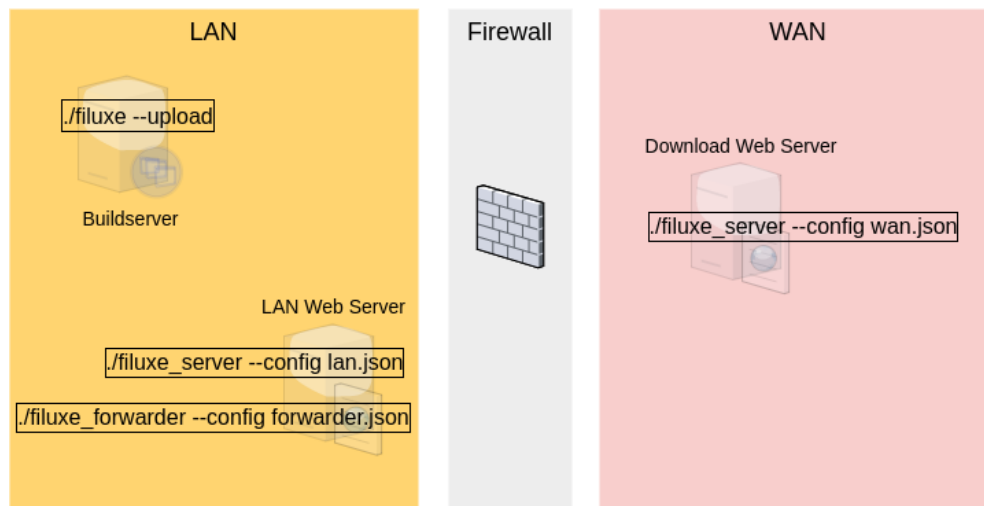 LAN
Firewall
WAN
./filuxe --upload
Buildserver
Download Web Server
./filuxe_server --config wan.json
LAN Web Server
./filuxe_server --config lan.json
./filuxe_forwarder --config forwarder.json